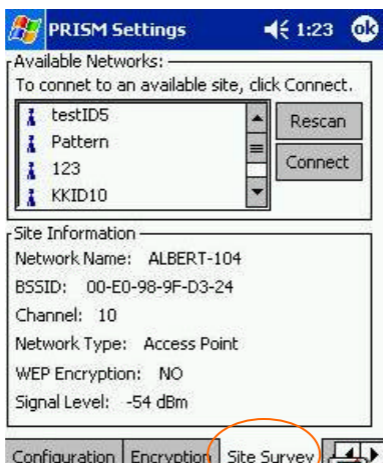 PRISM Settings 1:23 ok
Available Networks:
To connet to an available site, click Connect.
testID5
Pattern
123
KKID10
Rescan
Connect
Site Information
Network Name: ALBERT-104
BSSID: 00-E0-98-9F-D3-24
Channel: 10
Network Type: Access Point
WEP Encryption: NO
Signal Level: -54 dBm
Configuration Encryption Site Survey